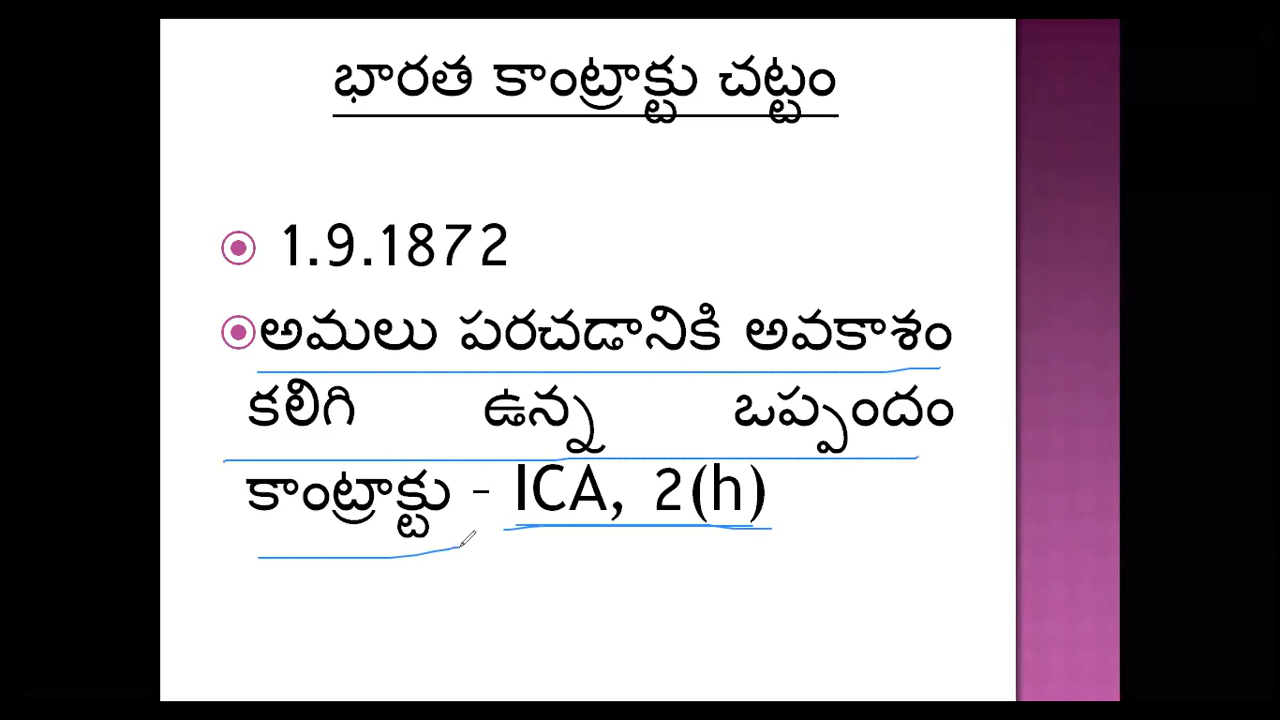 భారత కాంట్రాక్టు చట్టం
1.9.1872
అమలు పరచడానికి అవకాశం
కలిగి ఉన్న ఒప్పందం
కాంట్రాక్టు - ICA, 2(h)